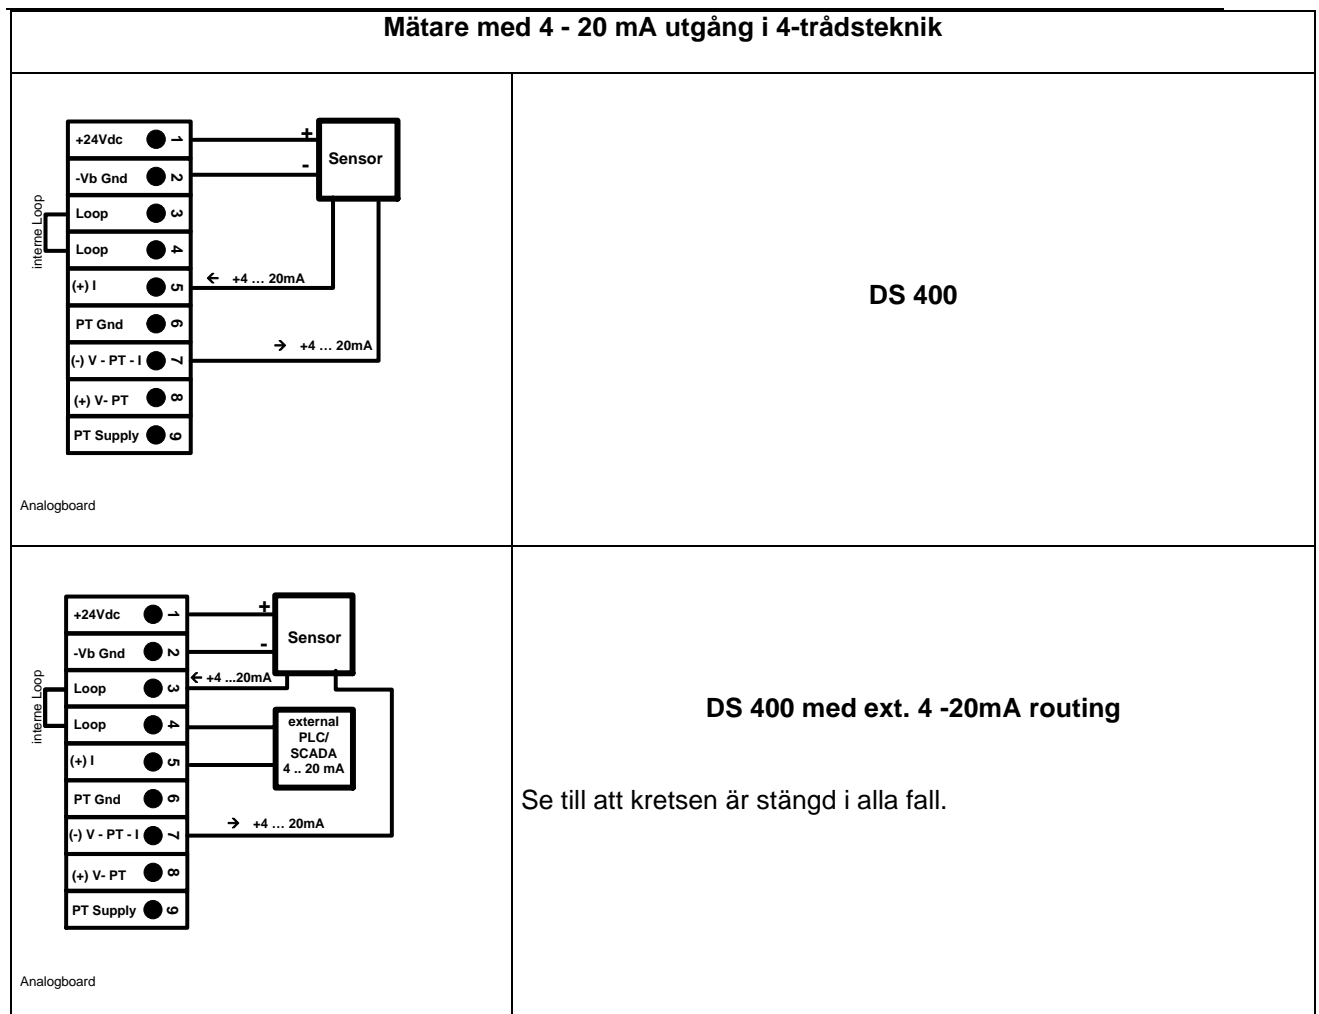 Mätare med 4 - 20 mA utgång i 4-trådsteknik
+24Vdc 1
-Vb Gnd 2
Loop 3
Loop 4
(+) I 5
PT Gnd 6
(-) V - PT - I 7
(+) V- PT 8
PT Supply 9
interne Loop
+
-
Sensor
← +4 ... 20mA
→ +4 ... 20mA
Analogboard
DS 400
+24Vdc 1
-Vb Gnd 2
Loop 3
Loop 4
(+) I 5
PT Gnd 6
(-) V - PT - I 7
(+) V- PT 8
PT Supply 9
interne Loop
+
-
Sensor
← +4 ...20mA
external
PLC/
SCADA
4 .. 20 mA
→ +4 ... 20mA
Analogboard
DS 400 med ext. 4 -20mA routing
Se till att kretsen är stängd i alla fall.